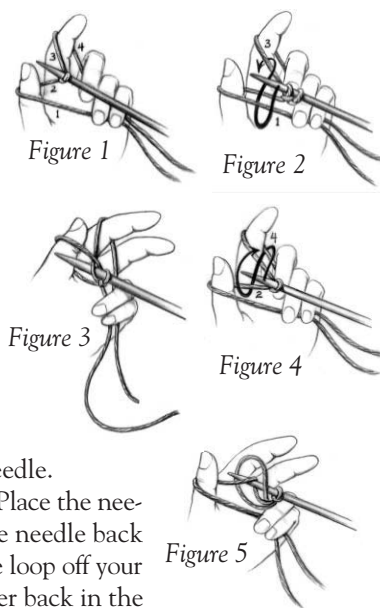 3 4
2
1
Figure 1
3
1
Figure 2
Figure 3
4
2
Figure 4
eedle.
Place the nee-
e needle back
e loop off your
er back in the
Figure 5